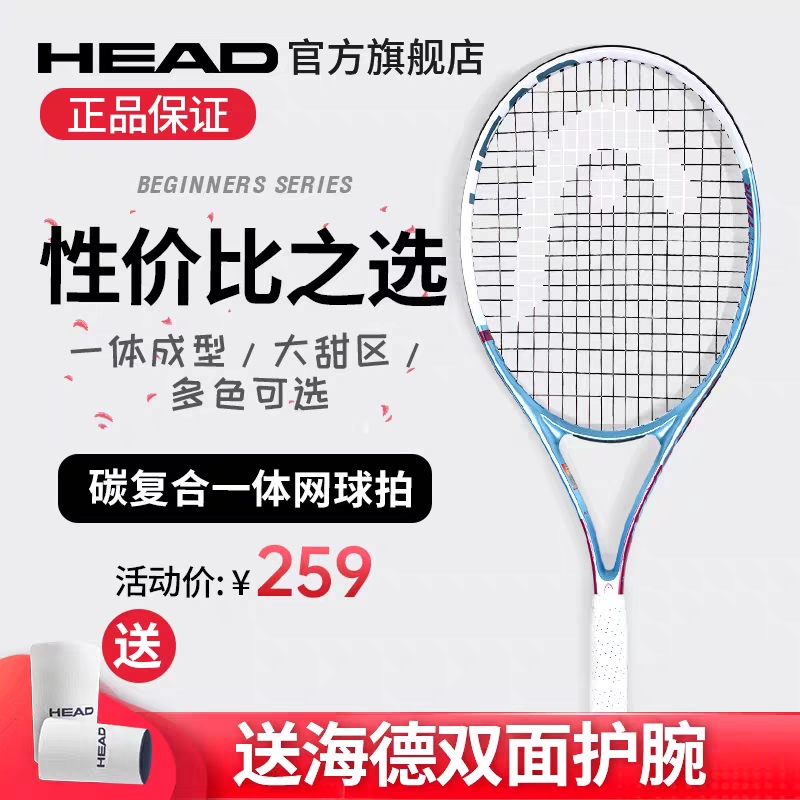 HEAD 官方旗舰店
正品保证
BEGINNERS SERIES
性价比之选
一体成型 / 大甜区 /
多色可选
碳复合一体网球拍
活动价: ¥ 259
送
HEAD
HEAD
送海德双面护腕